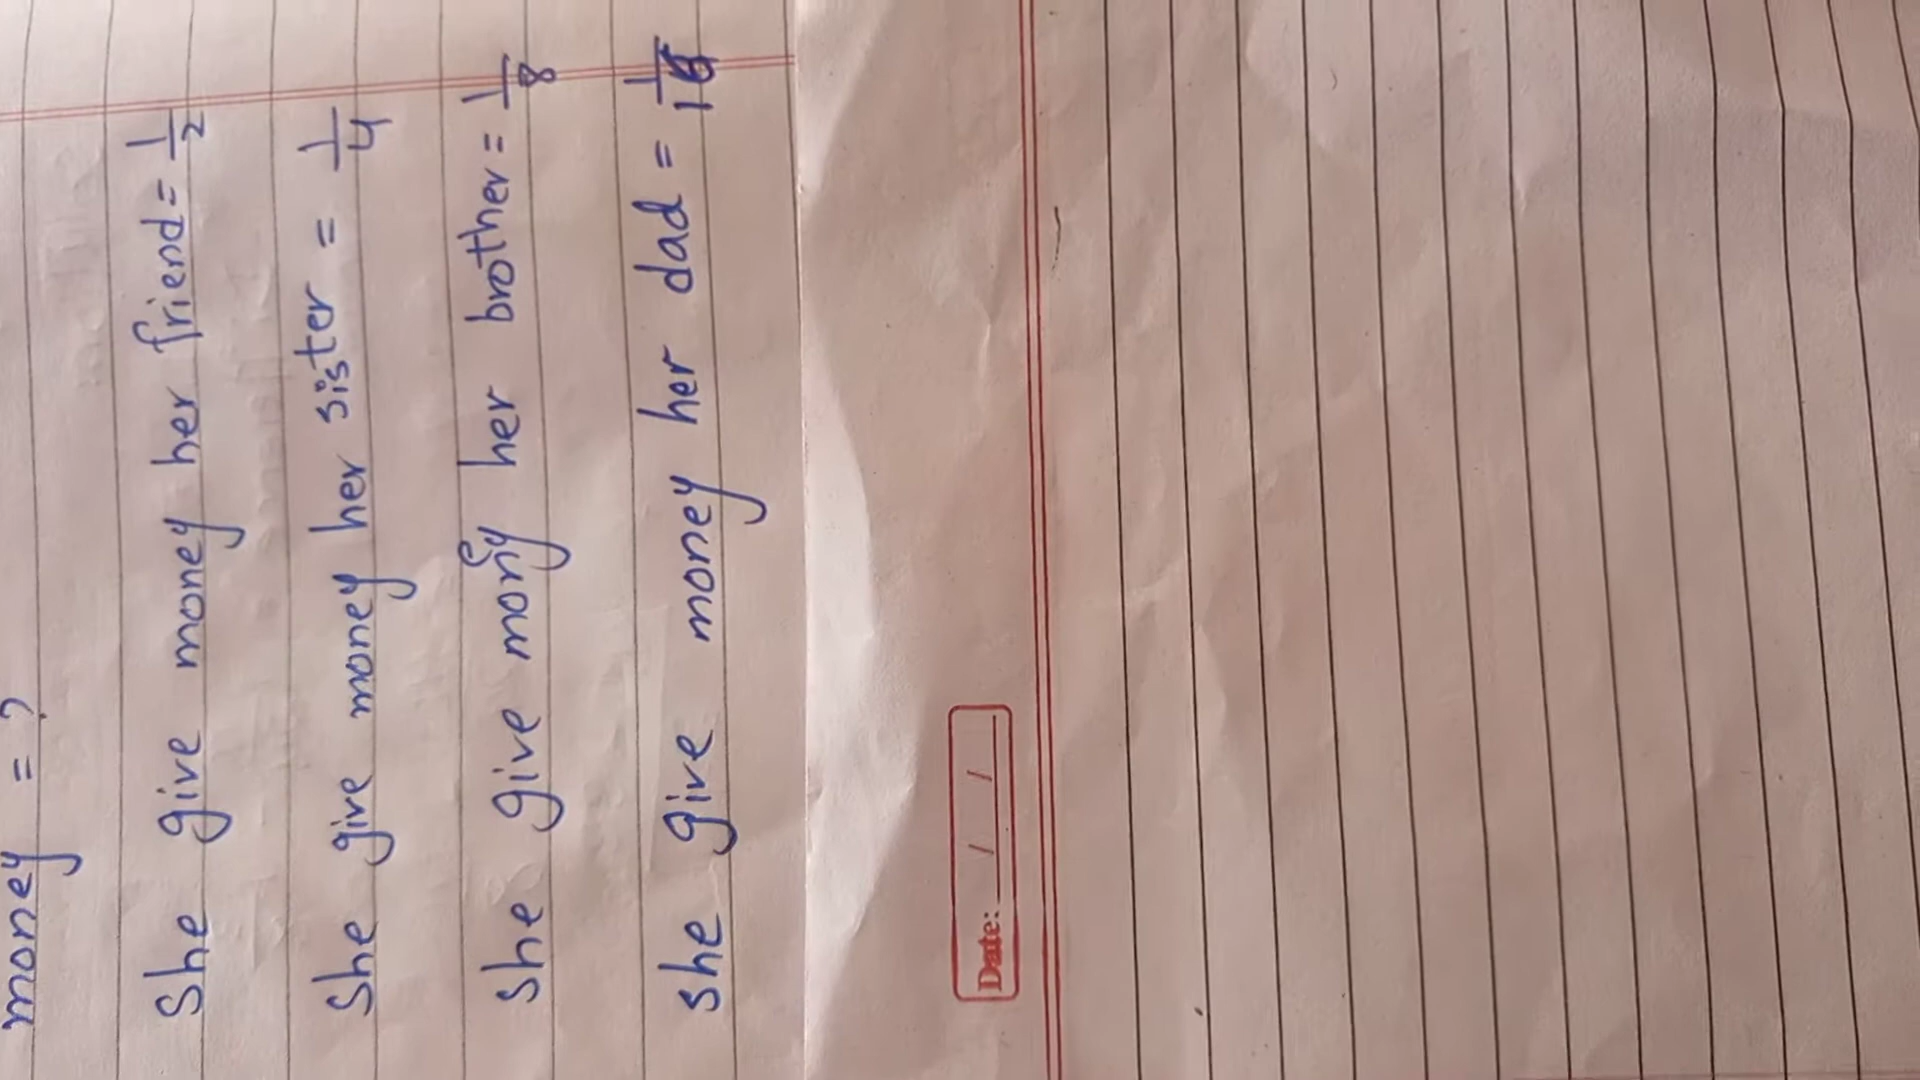 money = ?
She give money her friend = 1/2
She give money her sister = 1/4
She give mony her brother = 1/8
She give money her dad = 1/16
Date: / /